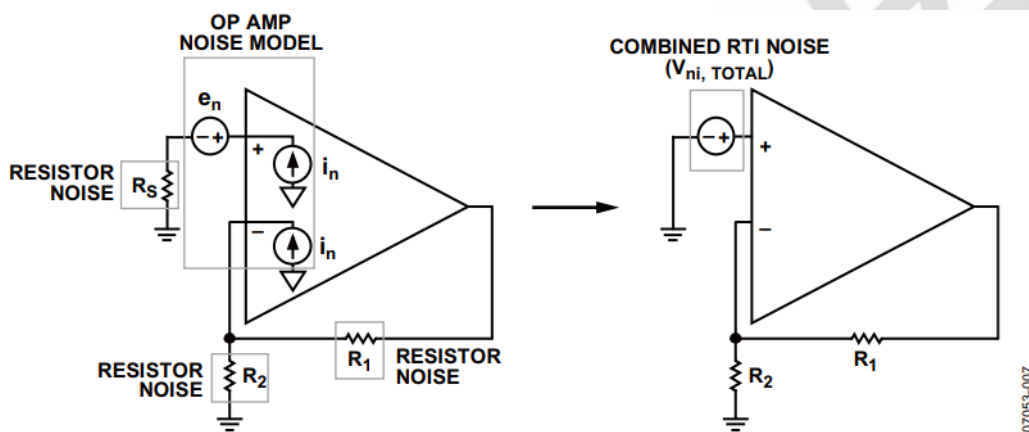 OP AMP
NOISE MODEL
eₙ
+
iₙ
RESISTOR
NOISE
R_S
–
iₙ
RESISTOR
NOISE
R₂
R₁
RESISTOR
NOISE
COMBINED RTI NOISE
(Vₙᵢ, TOTAL)
– +
+
–
R₁
R₂
07053-007